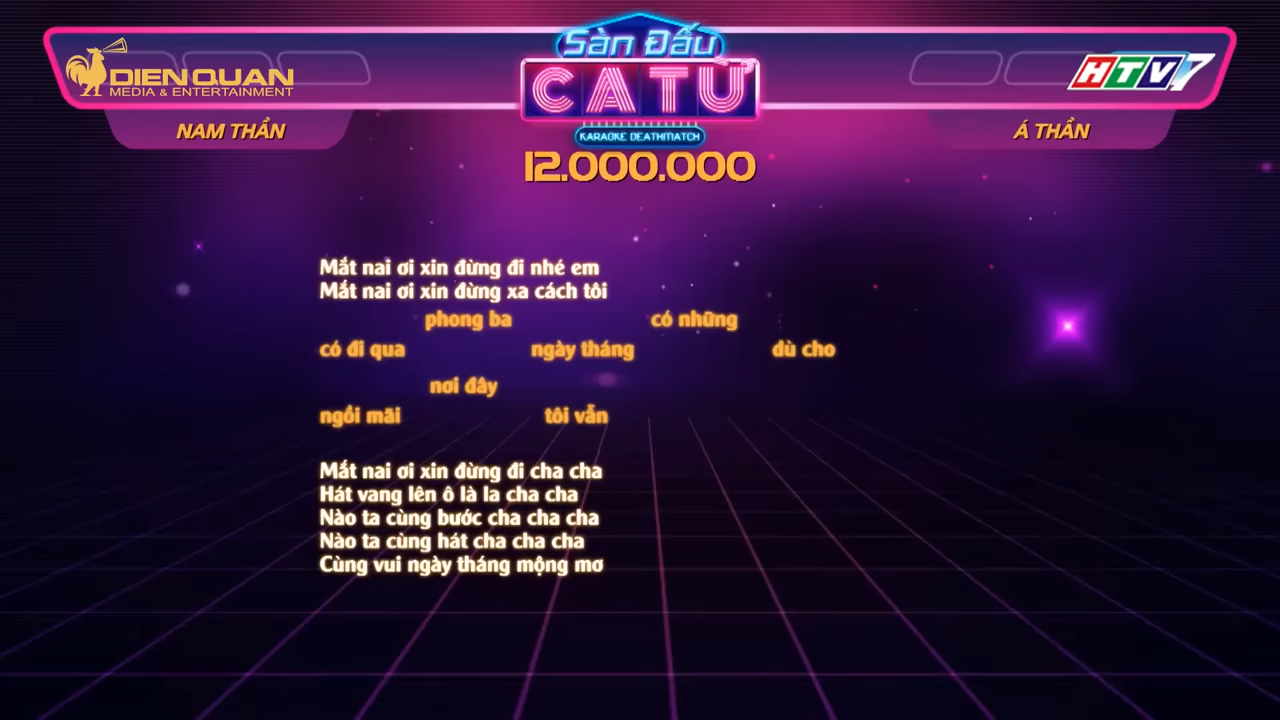 Sàn Đấu
CA TỪ
KARAOKE DEATHMATCH
DIEN QUAN
MEDIA & ENTERTAINMENT
HTV7
NAM THẦN
Á THẦN
12.000.000
Mắt nai ơi xin đừng đi nhé em
Mắt nai ơi xin đừng xa cách tôi
phong ba có những
có đi qua ngày tháng dù cho
nơi đây
ngồi mãi tôi vẫn
Mắt nai ơi xin đừng đi cha cha
Hát vang lên ô là la cha cha
Nào ta cùng bước cha cha cha
Nào ta cùng hát cha cha cha
Cùng vui ngày tháng mộng mơ